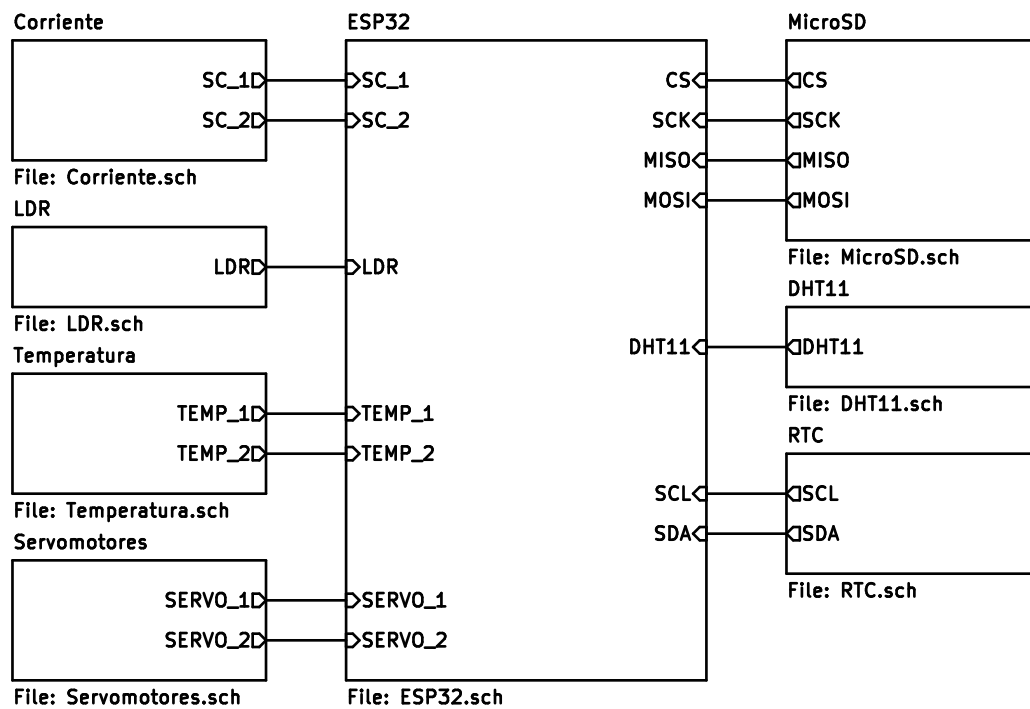 Corriente
SC_1
SC_2
File: Corriente.sch
LDR
LDR
File: LDR.sch
Temperatura
TEMP_1
TEMP_2
File: Temperatura.sch
Servomotores
SERVO_1
SERVO_2
File: Servomotores.sch
ESP32
SC_1
SC_2
LDR
TEMP_1
TEMP_2
SERVO_1
SERVO_2
CS
SCK
MISO
MOSI
DHT11
SCL
SDA
File: ESP32.sch
MicroSD
CS
SCK
MISO
MOSI
File: MicroSD.sch
DHT11
DHT11
File: DHT11.sch
RTC
SCL
SDA
File: RTC.sch